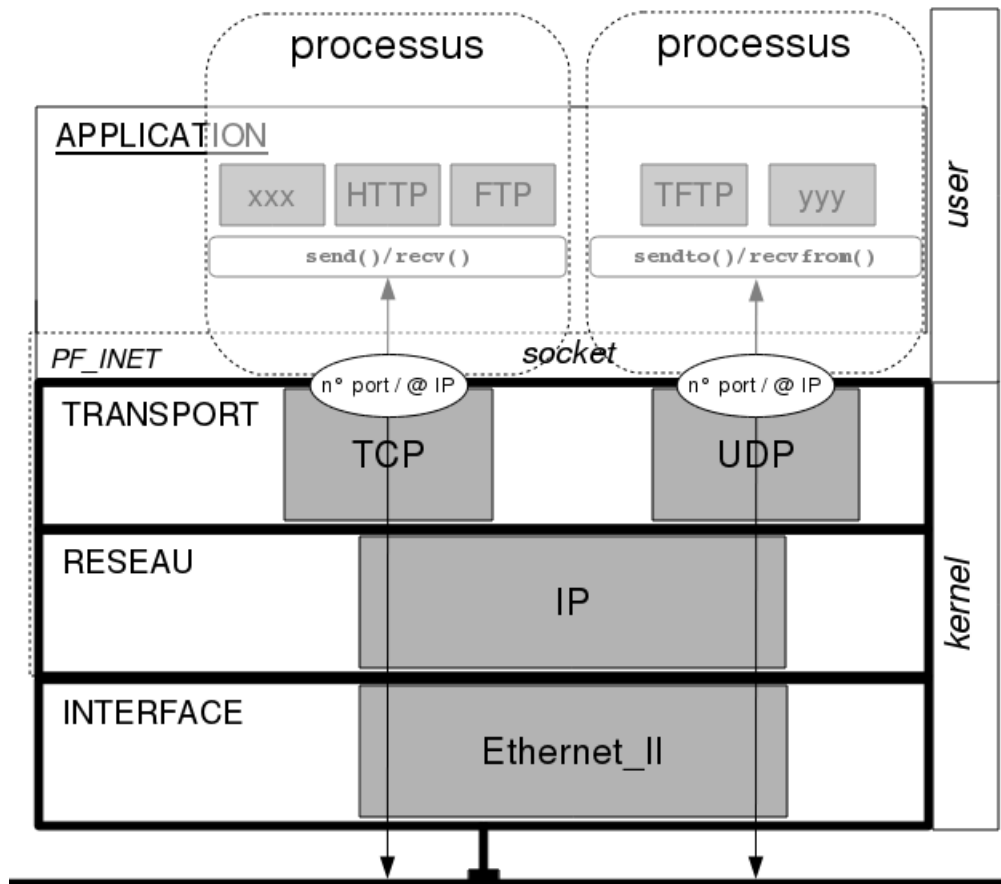 processus
processus
APPLICATION
xxx
HTTP
FTP
TFTP
yyy
send()/recv()
sendto()/recvfrom()
user
PF_INET
socket
n° port / @ IP
n° port / @ IP
TRANSPORT
TCP
UDP
RESEAU
IP
kernel
INTERFACE
Ethernet_II